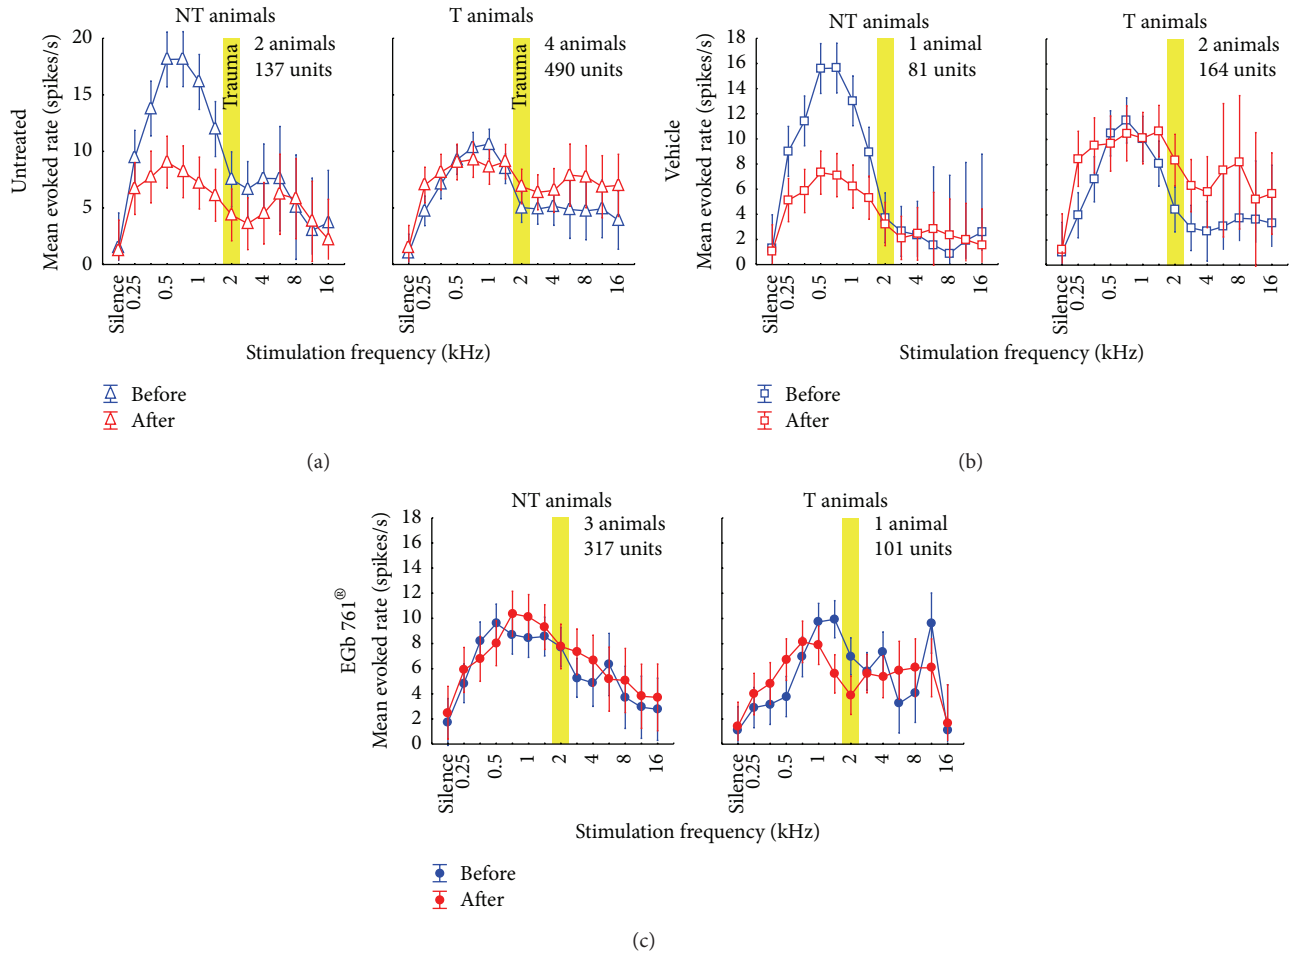 NT animals
T animals
Untreated
Mean evoked rate (spikes/s)
20
15
10
5
0
Trauma
2 animals
137 units
Trauma
4 animals
490 units
Silence
0.25
0.5
1
2
4
8
16
Silence
0.25
0.5
1
2
4
8
16
Stimulation frequency (kHz)
Before
After
(a)
NT animals
T animals
Vehicle
Mean evoked rate (spikes/s)
18
16
14
12
10
8
6
4
2
0
1 animal
81 units
2 animals
164 units
Silence
0.25
0.5
1
2
4
8
16
Silence
0.25
0.5
1
2
4
8
16
Stimulation frequency (kHz)
Before
After
(b)
NT animals
T animals
EGb 761®
Mean evoked rate (spikes/s)
18
16
14
12
10
8
6
4
2
0
3 animals
317 units
1 animal
101 units
Silence
0.25
0.5
1
2
4
8
16
Silence
0.25
0.5
1
2
4
8
16
Stimulation frequency (kHz)
Before
After
(c)